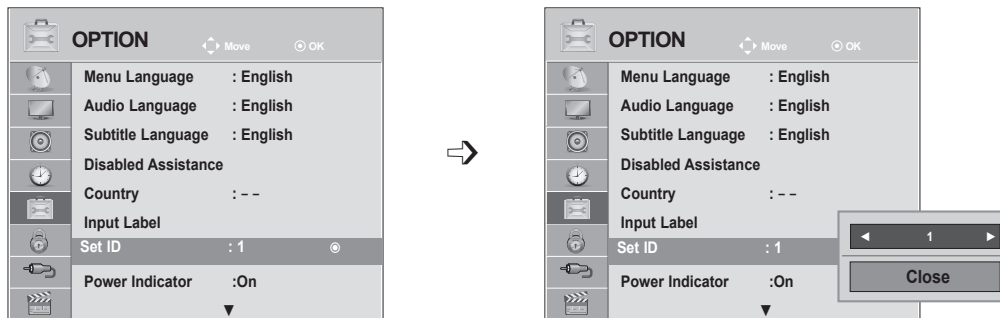 OPTION Move OK
Menu Language : English
Audio Language : English
Subtitle Language : English
Disabled Assistance
Country : – –
Input Label
Set ID : 1
Power Indicator :On
OPTION Move OK
Menu Language : English
Audio Language : English
Subtitle Language : English
Disabled Assistance
Country : – –
Input Label
Set ID : 1
Power Indicator :On
◄ 1 ►
Close